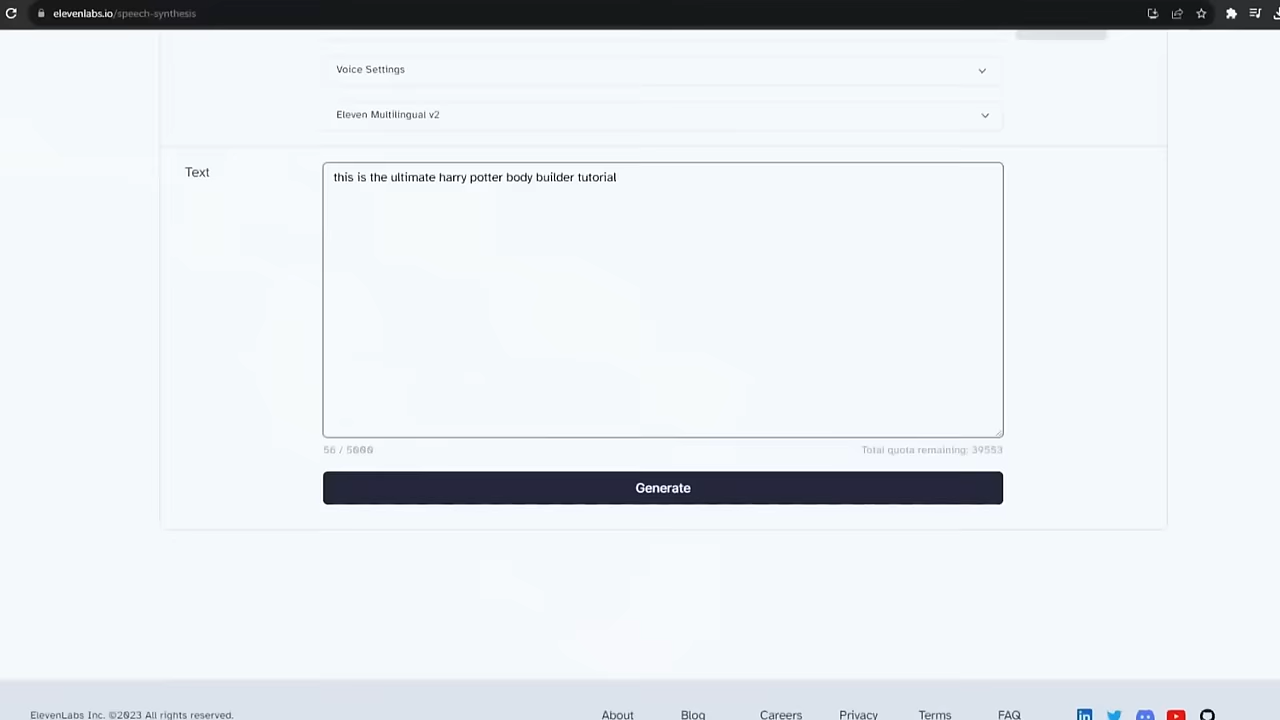 elevenlabs.io/speech-synthesis
Voice Settings
Eleven Multilingual v2
Text
this is the ultimate harry potter body builder tutorial
56 / 5000
Total quota remaining: 39553
Generate
ElevenLabs Inc. ©2023 All rights reserved.
About
Blog
Careers
Privacy
Terms
FAQ